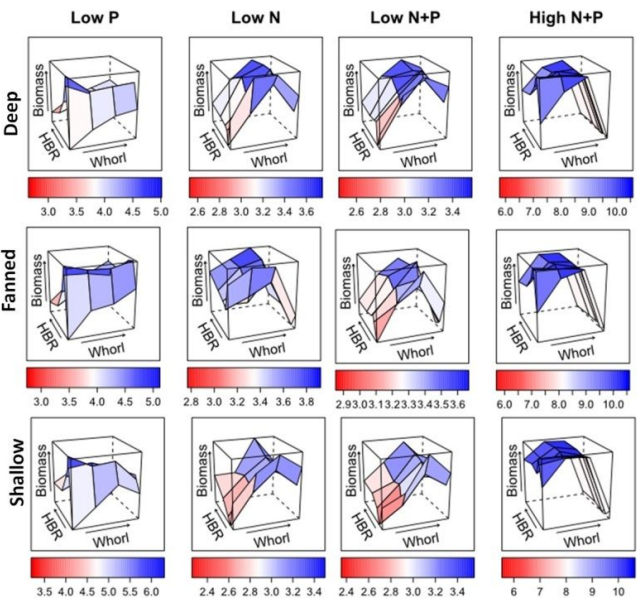 Low P Low N Low N+P High N+P
Deep
Biomass HBR Whorl Biomass HBR Whorl Biomass HBR Whorl Biomass HBR Whorl
3.0 3.5 4.0 4.5 5.0 2.6 2.8 3.0 3.2 3.4 3.6 2.6 2.8 3.0 3.2 3.4 6.0 7.0 8.0 9.0 10.0
Fanned
Biomass HBR Whorl Biomass HBR Whorl Biomass HBR Whorl Biomass HBR Whorl
3.0 3.5 4.0 4.5 5.0 2.8 3.0 3.2 3.4 3.6 3.8 2.93.03.13.23.33.43.53.6 6.0 7.0 8.0 9.0 10.0
Shallow
Biomass HBR Whorl Biomass HBR Whorl Biomass HBR Whorl Biomass HBR Whorl
3.5 4.0 4.5 5.0 5.5 6.0 2.4 2.6 2.8 3.0 3.2 3.4 2.4 2.6 2.8 3.0 3.2 3.4 6 7 8 9 10